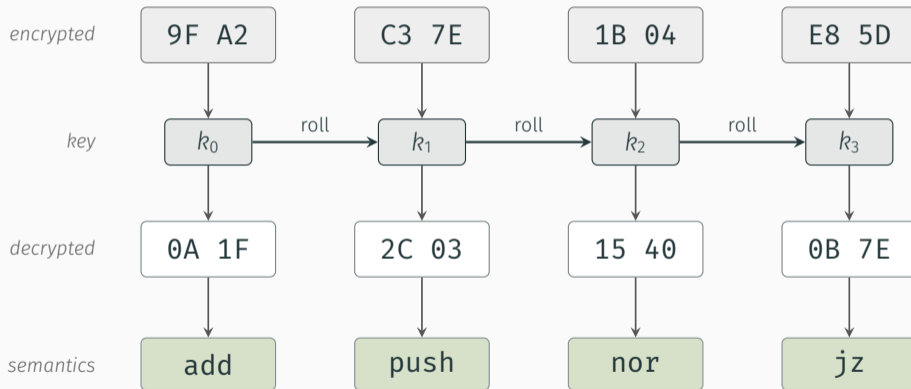 encrypted 9F A2 C3 7E 1B 04 E8 5D
roll roll roll
key k₀ k₁ k₂ k₃
decrypted 0A 1F 2C 03 15 40 0B 7E
semantics add push nor jz